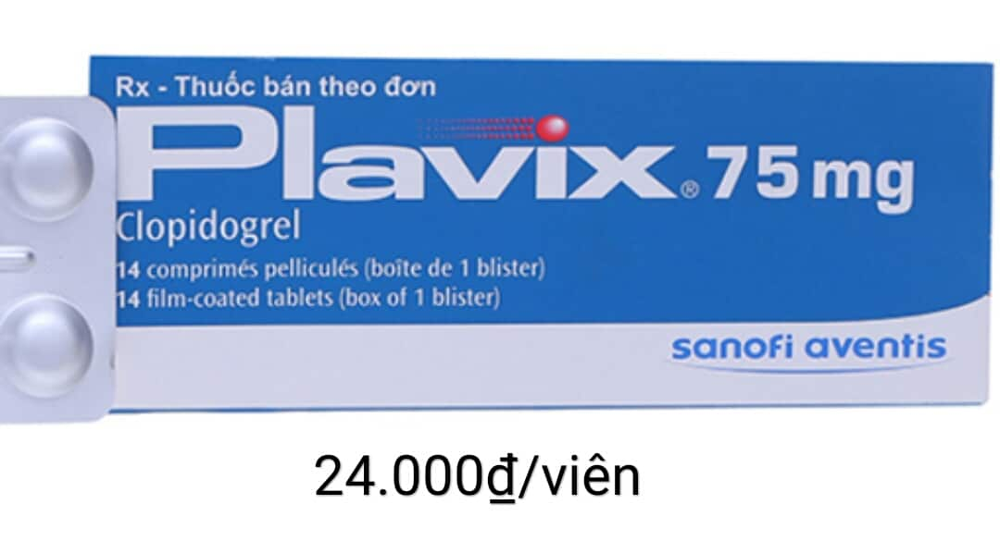 Rx - Thuốc bán theo đơn
Plavix® 75 mg
Clopidogrel
14 comprimés pelliculés (boîte de 1 blister)
14 film-coated tablets (box of 1 blister)
sanofi aventis
24.000₫/viên